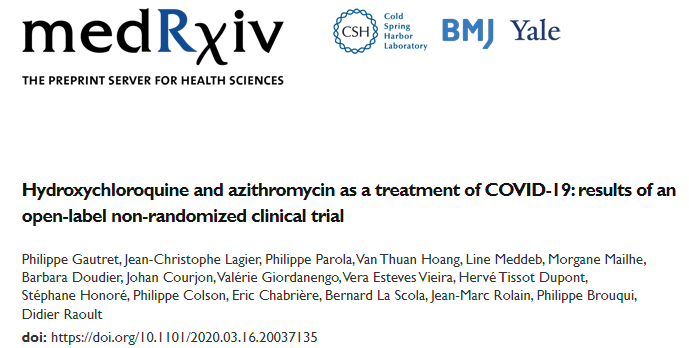 medRχiv
CSH
Cold
Spring
Harbor
Laboratory
BMJ
Yale
THE PREPRINT SERVER FOR HEALTH SCIENCES
Hydroxychloroquine and azithromycin as a treatment of COVID-19: results of an
open-label non-randomized clinical trial
Philippe Gautret, Jean-Christophe Lagier, Philippe Parola, Van Thuan Hoang, Line Meddeb, Morgane Mailhe,
Barbara Doudier, Johan Courjon, Valérie Giordanengo, Vera Esteves Vieira, Hervé Tissot Dupont,
Stéphane Honoré, Philippe Colson, Eric Chabrière, Bernard La Scola, Jean-Marc Rolain, Philippe Brouqui,
Didier Raoult
doi: https://doi.org/10.1101/2020.03.16.20037135